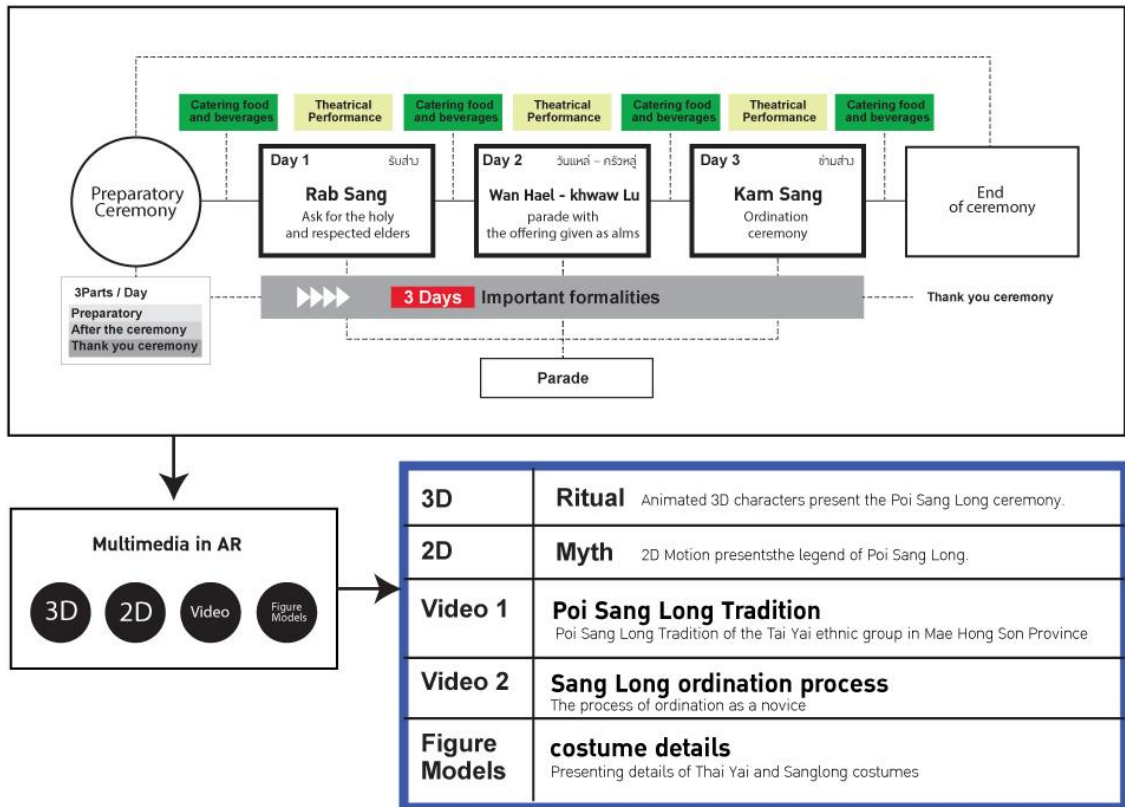 Catering food
and beverages
Theatrical
Performance
Catering food
and beverages
Theatrical
Performance
Catering food
and beverages
Theatrical
Performance
Catering food
and beverages
Preparatory
Ceremony
Day 1 รับส่าง
Rab Sang
Ask for the holy
and respected elders
Day 2 วันแหล่ – ครัวหลู่
Wan Hael - khwaw Lu
parade with
the offering given as alms
Day 3 ข่ามส่าง
Kam Sang
Ordination
ceremony
End
of ceremony
3Parts / Day
Preparatory
After the ceremony
Thank you ceremony
3 Days Important formalities
Thank you ceremony
Parade
Multimedia in AR
3D
2D
Video
Figure
Models
3D Ritual Animated 3D characters present the Poi Sang Long ceremony.
2D Myth 2D Motion presentsthe legend of Poi Sang Long.
Video 1 Poi Sang Long Tradition
Poi Sang Long Tradition of the Tai Yai ethnic group in Mae Hong Son Province
Video 2 Sang Long ordination process
The process of ordination as a novice
Figure
Models
costume details
Presenting details of Thai Yai and Sanglong costumes